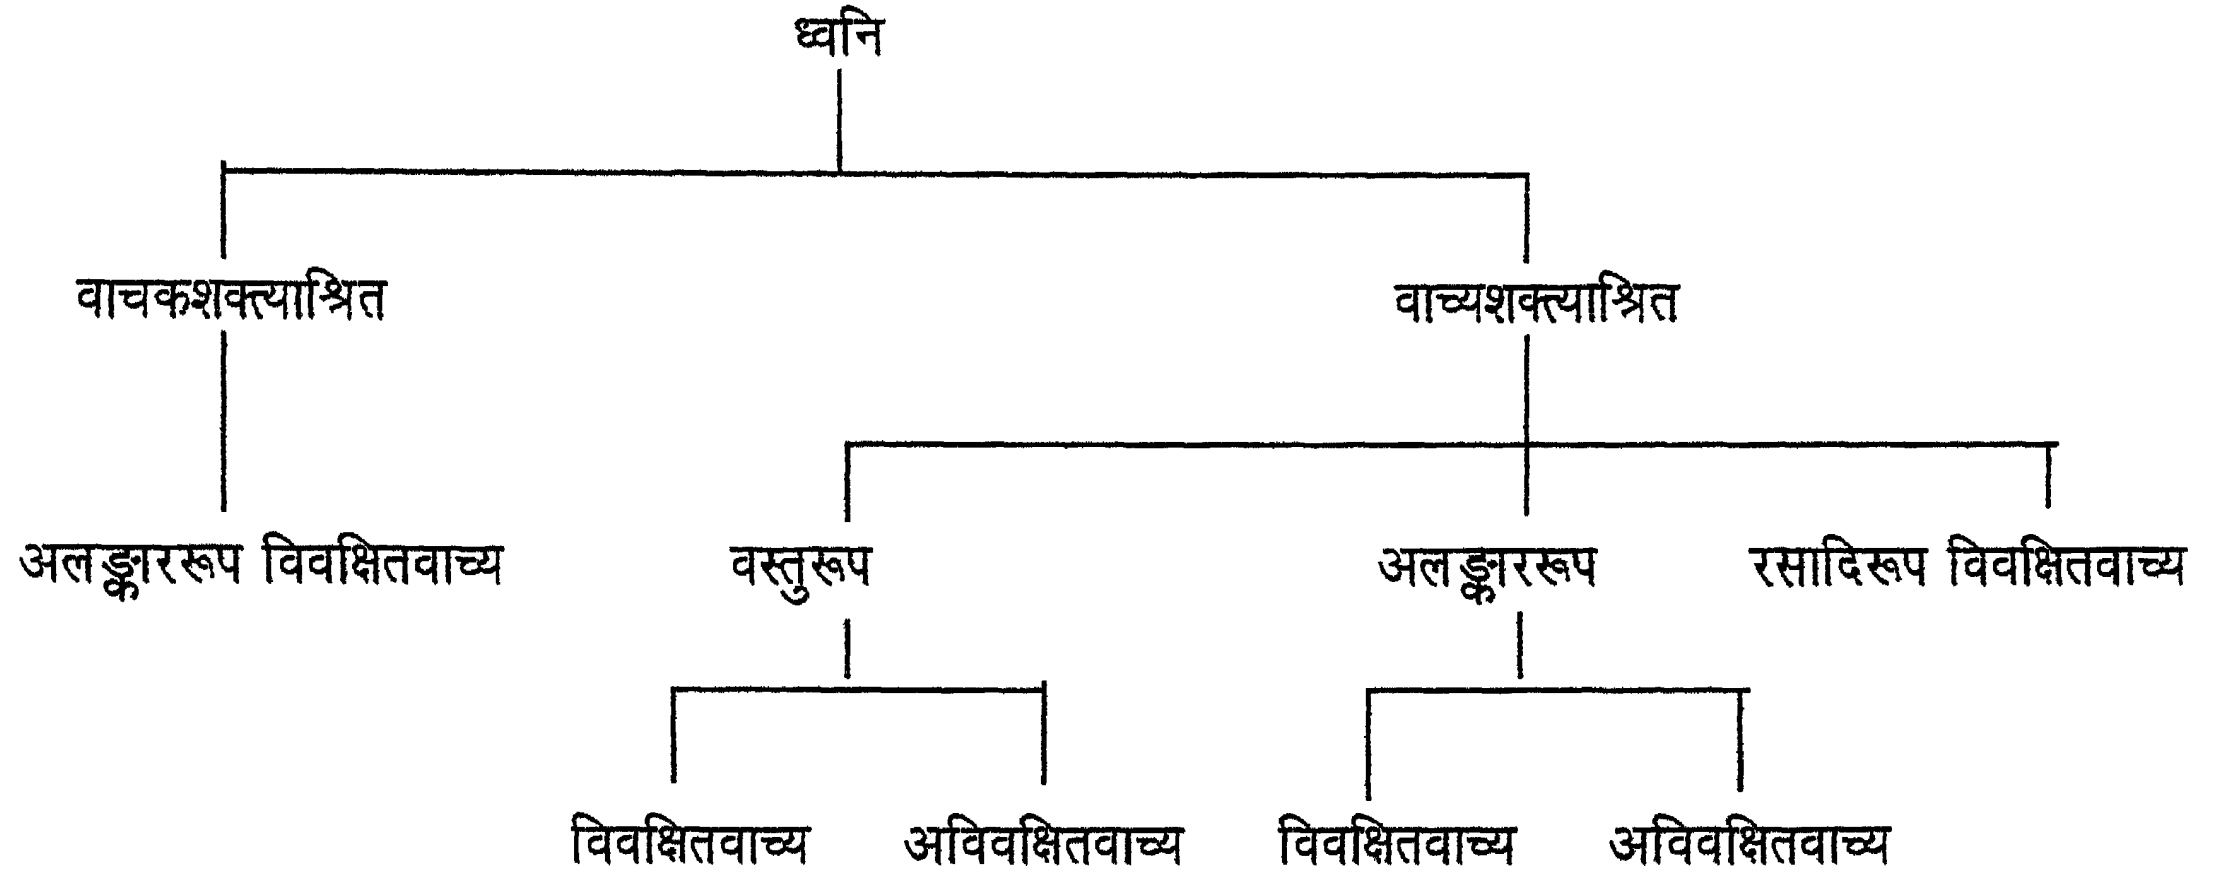 ध्वनि
वाचकशक्त्याश्रित वाच्यशक्त्याश्रित
अलङ्काररूप विवक्षितवाच्य वस्तुरूप अलङ्काररूप रसादिरूप विवक्षितवाच्य
विवक्षितवाच्य अविवक्षितवाच्य विवक्षितवाच्य अविवक्षितवाच्य